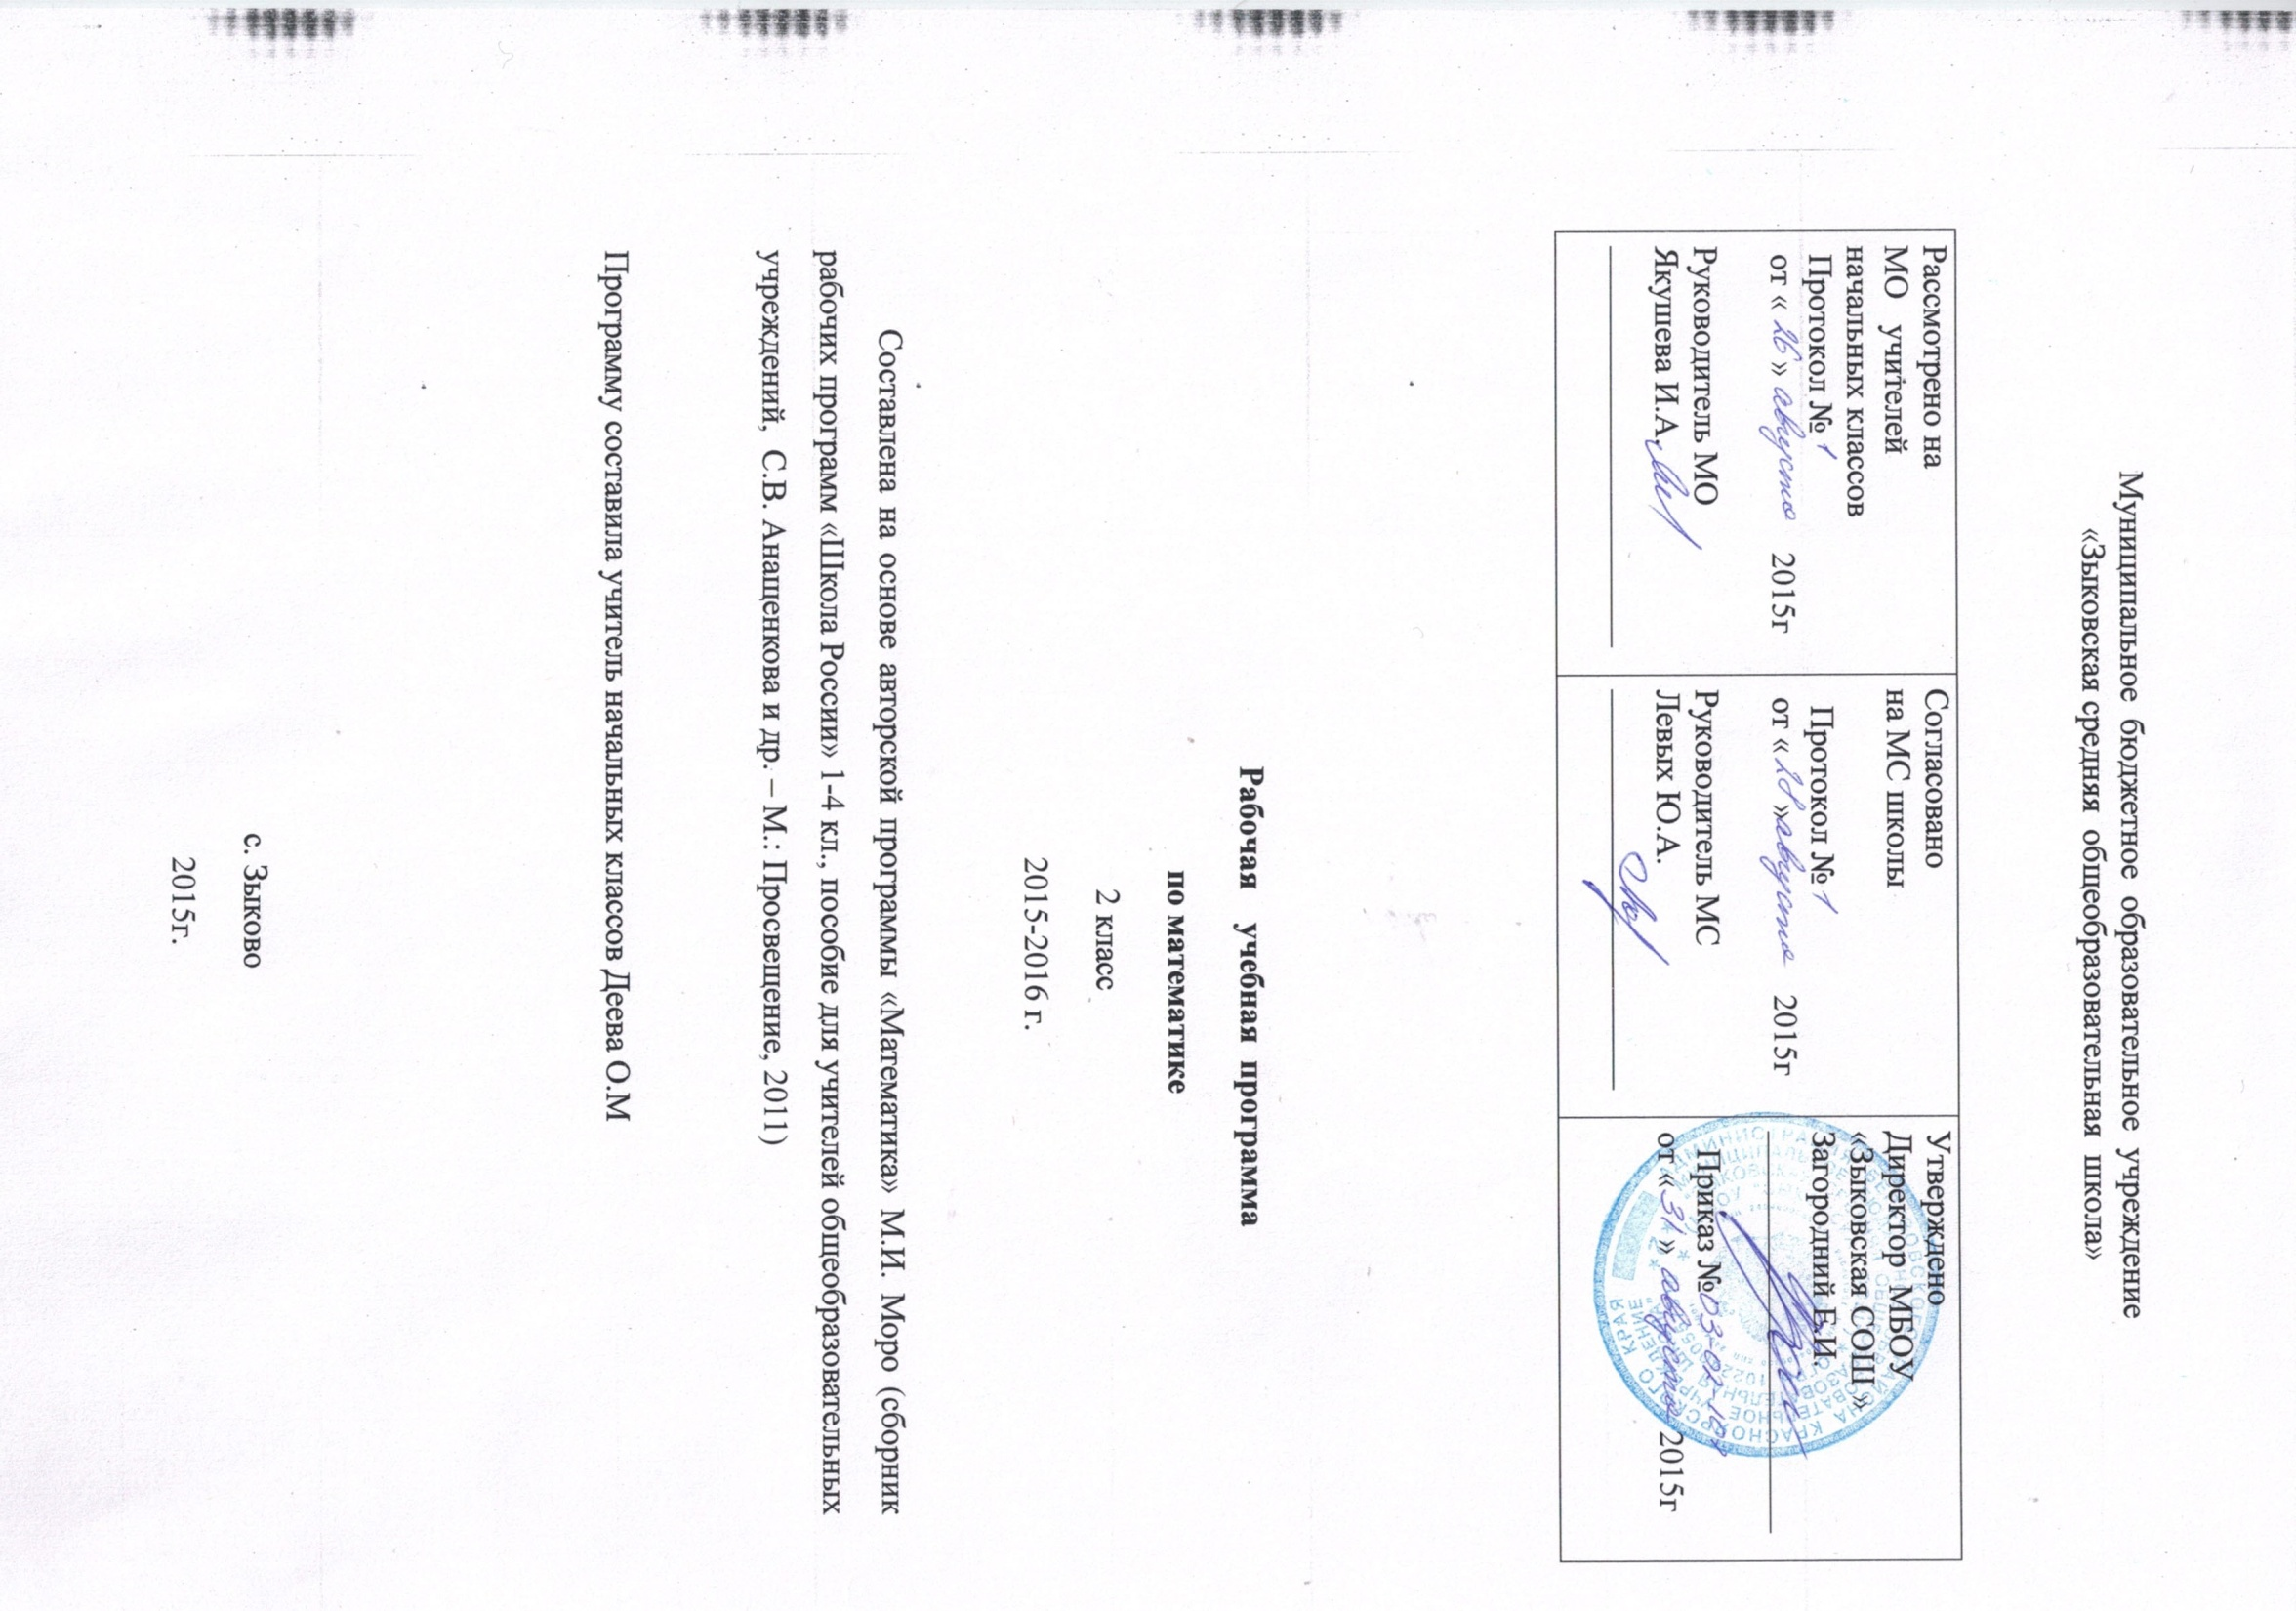 Муниципальное бюджетное образовательное учреждение
«Зыковская средняя общеобразовательная школа»
Рассмотрено на
МО учителей
начальных классов
Протокол № 1
от « 26 » августа 2015г
Руководитель МО
Якушева И.А.
Согласовано
на МС школы
Протокол № 1
от « 28 » августа 2015г
Руководитель МС
Левых Ю.А.
Утверждено
Директор МБОУ
«Зыковская СОШ »
Загородний Е.И.
Приказ № 03-02-
от « 31 » августа 2015г
Рабочая учебная программа
по математике
2 класс
2015-2016 г.
Составлена на основе авторской программы «Математика» М.И. Моро (сборник
рабочих программ «Школа России» 1-4 кл., пособие для учителей общеобразовательных
учреждений, С.В. Анащенкова и др. – М.: Просвещение, 2011)
Программу составила учитель начальных классов Деева О.М
с. Зыково
2015г.